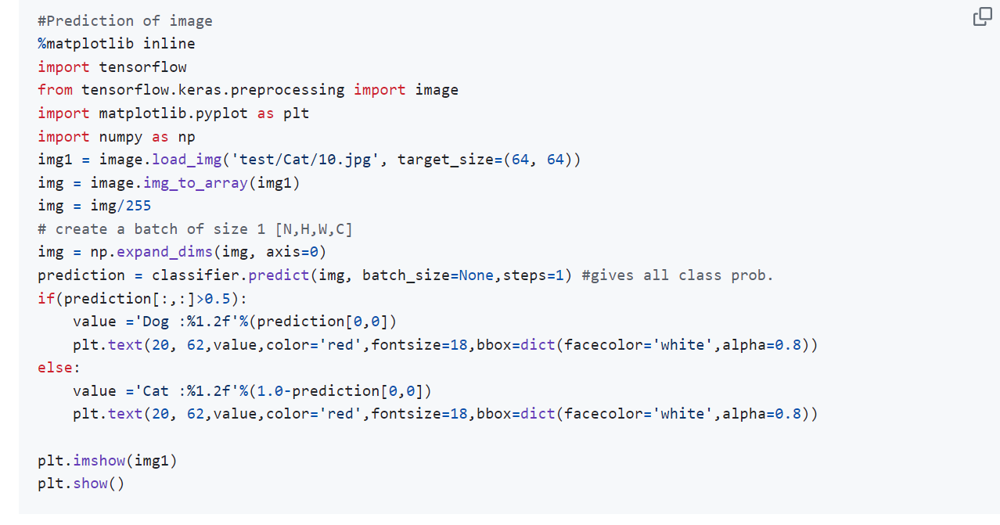 #Prediction of image
%matplotlib inline
import tensorflow
from tensorflow.keras.preprocessing import image
import matplotlib.pyplot as plt
import numpy as np
img1 = image.load_img('test/Cat/10.jpg', target_size=(64, 64))
img = image.img_to_array(img1)
img = img/255
# create a batch of size 1 [N,H,W,C]
img = np.expand_dims(img, axis=0)
prediction = classifier.predict(img, batch_size=None,steps=1) #gives all class prob.
if(prediction[:,:]>0.5):
    value ='Dog :%1.2f'%(prediction[0,0])
    plt.text(20, 62,value,color='red',fontsize=18,bbox=dict(facecolor='white',alpha=0.8))
else:
    value ='Cat :%1.2f'%(1.0-prediction[0,0])
    plt.text(20, 62,value,color='red',fontsize=18,bbox=dict(facecolor='white',alpha=0.8))

plt.imshow(img1)
plt.show()